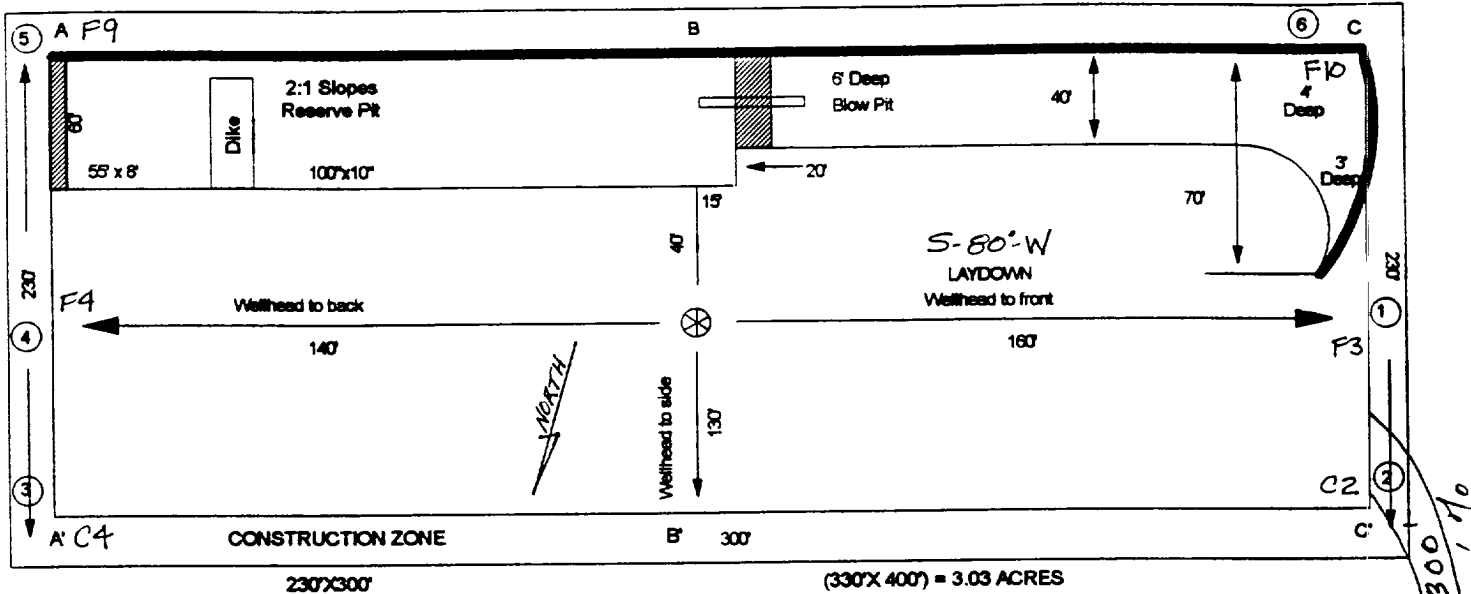 5 A F9 B 6 C
2:1 Slopes
Reserve Pit
6' Deep
Blow Pit
40'
F10
4'
Deep
60'
Dike
55' x 8'
100"x10"
20'
3'
Deep
15'
70'
40'
S-80°-W
LAYDOWN
Wellhead to front
230'
230'
F4
Wellhead to back
1
4
140'
160'
F3
NORTH
Wellhead to side
130'
3
C2
2
A' C4
CONSTRUCTION ZONE
B'
300'
C'
230'X300'
(330'X 400') = 3.03 ACRES
300